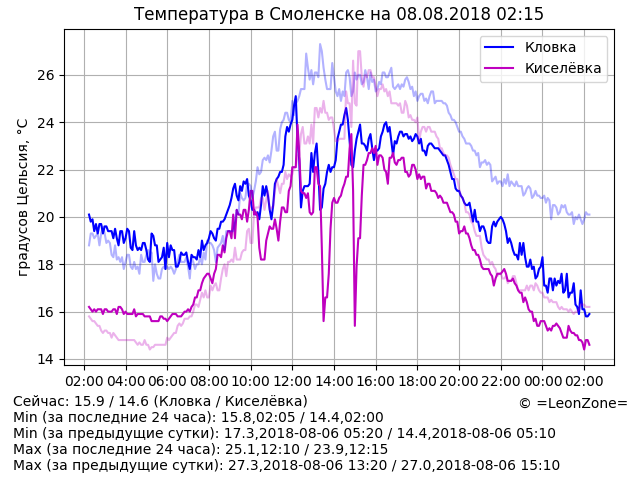 Температура в Смоленске на 08.08.2018 02:15
Кловка
Киселёвка
градусов Цельсия, °C
26
24
22
20
18
16
14
02:00 04:00 06:00 08:00 10:00 12:00 14:00 16:00 18:00 20:00 22:00 00:00 02:00
Сейчас: 15.9 / 14.6 (Кловка / Киселёвка)
© =LeonZone=
Min (за последние 24 часа): 15.8,02:05 / 14.4,02:00
Min (за предыдущие сутки): 17.3,2018-08-06 05:20 / 14.4,2018-08-06 05:10
Max (за последние 24 часа): 25.1,12:10 / 23.9,12:15
Max (за предыдущие сутки): 27.3,2018-08-06 13:20 / 27.0,2018-08-06 15:10